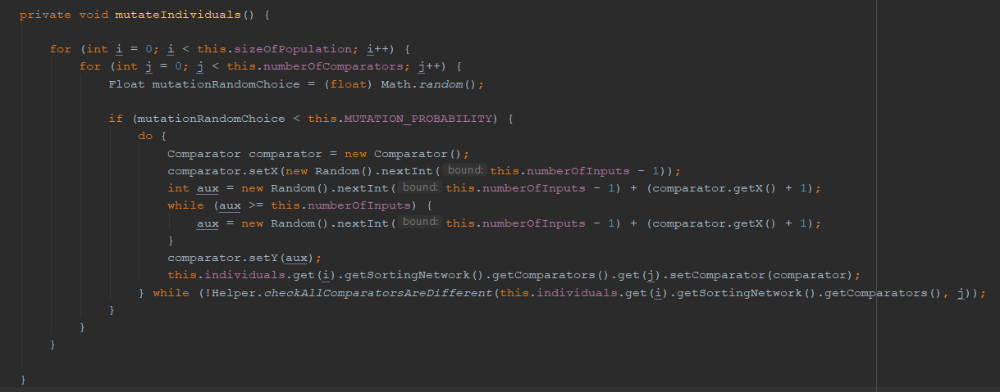 private void mutateIndividuals() {
for (int i = 0; i < this.sizeOfPopulation; i++) {
for (int j = 0; j < this.numberOfComparators; j++) {
Float mutationRandomChoice = (float) Math.random();
if (mutationRandomChoice < this.MUTATION_PROBABILITY) {
do {
Comparator comparator = new Comparator();
comparator.setX(new Random().nextInt( bound: this.numberOfInputs - 1));
int aux = new Random().nextInt( bound: this.numberOfInputs - 1) + (comparator.getX() + 1);
while (aux >= this.numberOfInputs) {
aux = new Random().nextInt( bound: this.numberOfInputs - 1) + (comparator.getX() + 1);
}
comparator.setY(aux);
this.individuals.get(i).getSortingNetwork().getComparators().get(j).setComparator(comparator);
} while (!Helper.checkAllComparatorsAreDifferent(this.individuals.get(i).getSortingNetwork().getComparators(), j));
}
}
}
}